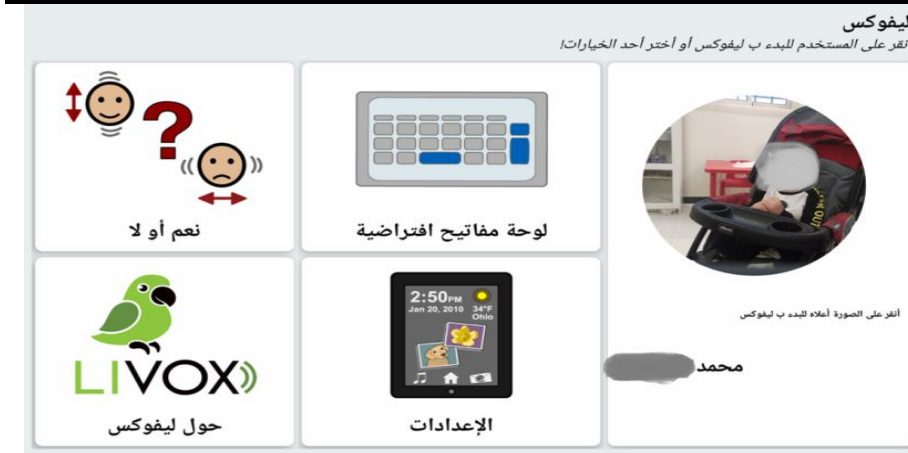 ليفوكس
أنقر على المستخدم للبدء ب ليفوكس أو أختر أحد الخيارات!
أنقر على الصورة أعلاه للبدء ب ليفوكس
محمد
لوحة مفاتيح افتراضية
نعم أو لا
2:50PM
Jan 20, 2010
34°F
Ohio
الإعدادات
LIVOX
حول ليفوكس